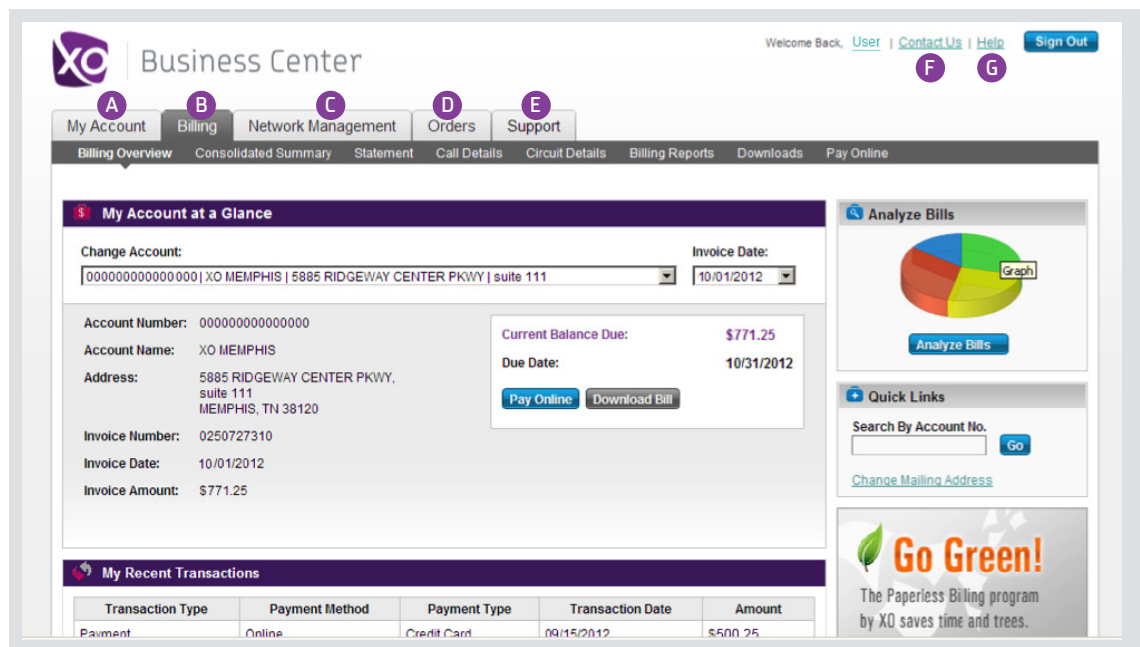 XO Business Center
Welcome Back, User | Contact Us | Help Sign Out
F G
A B C D E
My Account Billing Network Management Orders Support
Billing Overview Consolidated Summary Statement Call Details Circuit Details Billing Reports Downloads Pay Online
$ My Account at a Glance
Change Account: Invoice Date:
000000000000000 | XO MEMPHIS | 5885 RIDGEWAY CENTER PKWY | suite 111 10/01/2012
Account Number: 000000000000000
Account Name: XO MEMPHIS
Address: 5885 RIDGEWAY CENTER PKWY,
suite 111
MEMPHIS, TN 38120
Invoice Number: 0250727310
Invoice Date: 10/01/2012
Invoice Amount: $771.25
Current Balance Due: $771.25
Due Date: 10/31/2012
Pay Online Download Bill
My Recent Transactions
Transaction Type Payment Method Payment Type Transaction Date Amount
Payment Online Credit Card 09/15/2012 $500.25
Analyze Bills
Graph
Analyze Bills
Quick Links
Search By Account No.
Go
Change Mailing Address
Go Green!
The Paperless Billing program
by XO saves time and trees.